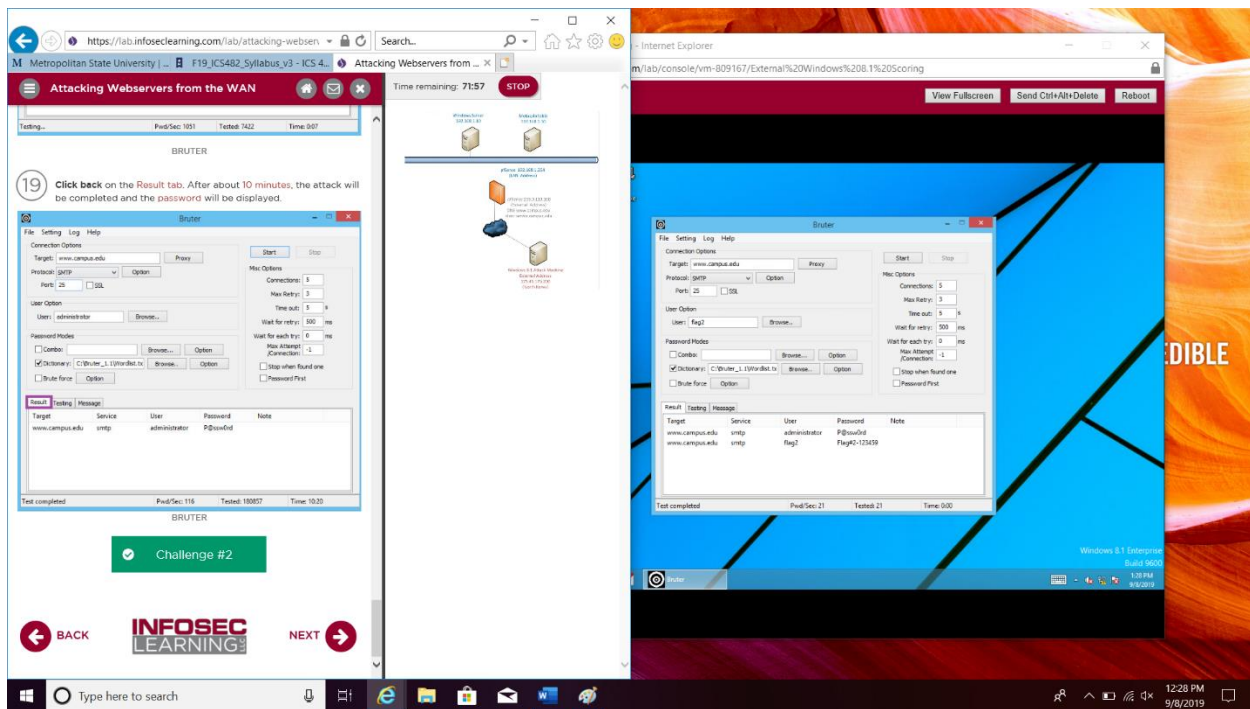 https://lab.infoseclearning.com/lab/attacking-webserv
Search...
Metropolitan State University | ...
F19_ICS482_Syllabus_v3 - ICS 4...
Attacking Webservers from ...
Attacking Webservers from the WAN
Testing...
Pwd/Sec: 1051
Tested: 7422
Time: 0:07
BRUTER
19
Click back on the Result tab. After about 10 minutes, the attack will
be completed and the password will be displayed.
Bruter
File Setting Log Help
Connection Options
Target: www.campus.edu
Proxy
Protocol: SMTP
Option
Port: 25
SSL
User Option
User: administrator
Browse...
Password Modes
Combo:
Browse...
Option
Dictionary: C:\Bruter_1.1\Wordlist.tx
Browse...
Option
Brute force
Option
Start
Stop
Misc Options
Connections: 5
Max Retry: 3
Time out: 5 s
Wait for retry: 500 ms
Wait for each try: 0 ms
Max Attempt
/Connection: -1
Stop when found one
Password First
Result Testing Message
Target Service User Password Note
www.campus.edu smtp administrator P@ssw0rd
Test completed
Pwd/Sec: 116
Tested: 180857
Time: 10:20
BRUTER
Challenge #2
BACK
INFOSEC
LEARNING
NEXT
Time remaining: 71:57
STOP
- Internet Explorer
m/lab/console/vm-809167/External%20Windows%208.1%20Scoring
View Fullscreen
Send Ctrl+Alt+Delete
Reboot
Bruter
File Setting Log Help
Connection Options
Target: www.campus.edu
Proxy
Protocol: SMTP
Option
Port: 25
SSL
User Option
User: flag2
Browse...
Password Modes
Combo:
Browse...
Option
Dictionary: C:\Bruter_1.1\Wordlist.tx
Browse...
Option
Brute force
Option
Start
Stop
Misc Options
Connections: 5
Max Retry: 3
Time out: 5 s
Wait for retry: 500 ms
Wait for each try: 0 ms
Max Attempt
/Connection: -1
Stop when found one
Password First
Result Testing Message
Target Service User Password Note
www.campus.edu smtp administrator P@ssw0rd
www.campus.edu smtp flag2 Flag#2-123459
Test completed
Pwd/Sec: 21
Tested: 21
Time: 0:00
Windows 8.1 Enterprise
Build 9600
Bruter
1:28 PM
9/8/2019
EDIBLE
Type here to search
12:28 PM
9/8/2019